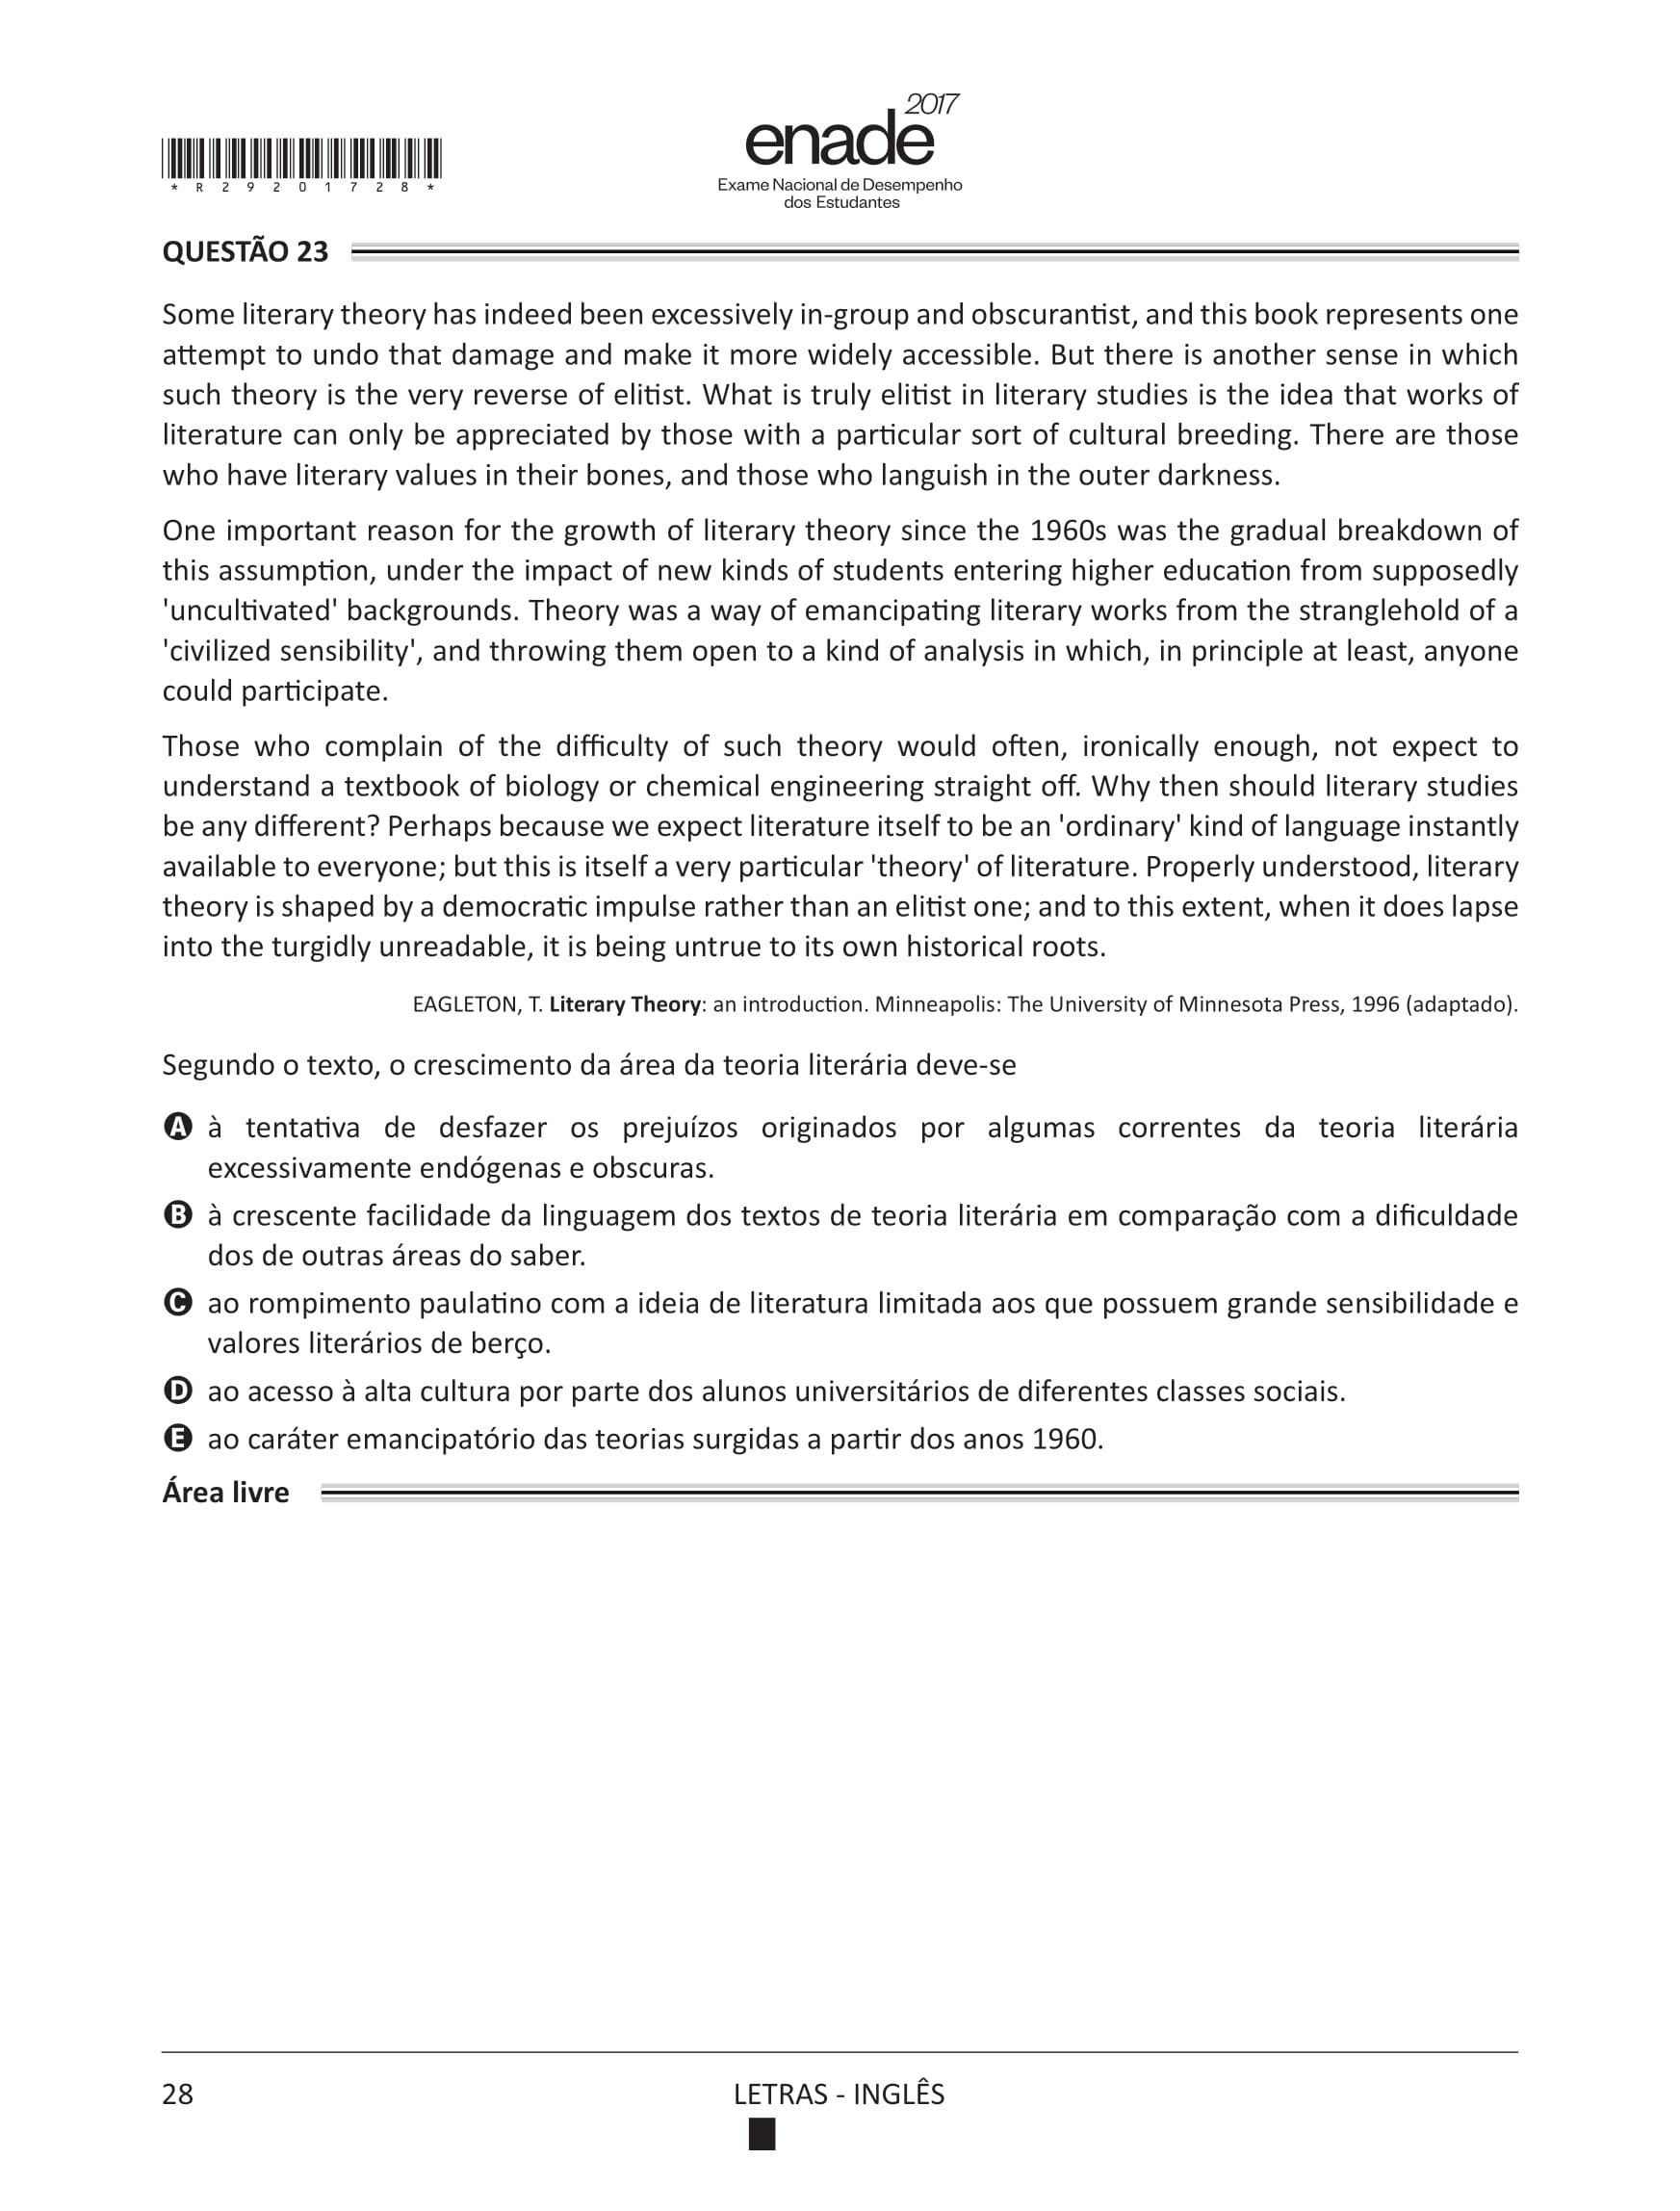 2017
enade
Exame Nacional de Desempenho
dos Estudantes
* R 2 9 2 0 1 7 2 8 *
QUESTÃO 23
Some literary theory has indeed been excessively in-group and obscurantist, and this book represents one
attempt to undo that damage and make it more widely accessible. But there is another sense in which
such theory is the very reverse of elitist. What is truly elitist in literary studies is the idea that works of
literature can only be appreciated by those with a particular sort of cultural breeding. There are those
who have literary values in their bones, and those who languish in the outer darkness.
One important reason for the growth of literary theory since the 1960s was the gradual breakdown of
this assumption, under the impact of new kinds of students entering higher education from supposedly
'uncultivated' backgrounds. Theory was a way of emancipating literary works from the stranglehold of a
'civilized sensibility', and throwing them open to a kind of analysis in which, in principle at least, anyone
could participate.
Those who complain of the difficulty of such theory would often, ironically enough, not expect to
understand a textbook of biology or chemical engineering straight off. Why then should literary studies
be any different? Perhaps because we expect literature itself to be an 'ordinary' kind of language instantly
available to everyone; but this is itself a very particular 'theory' of literature. Properly understood, literary
theory is shaped by a democratic impulse rather than an elitist one; and to this extent, when it does lapse
into the turgidly unreadable, it is being untrue to its own historical roots.
EAGLETON, T. Literary Theory: an introduction. Minneapolis: The University of Minnesota Press, 1996 (adaptado).
Segundo o texto, o crescimento da área da teoria literária deve-se
A à tentativa de desfazer os prejuízos originados por algumas correntes da teoria literária
excessivamente endógenas e obscuras.
B à crescente facilidade da linguagem dos textos de teoria literária em comparação com a dificuldade
dos de outras áreas do saber.
C ao rompimento paulatino com a ideia de literatura limitada aos que possuem grande sensibilidade e
valores literários de berço.
D ao acesso à alta cultura por parte dos alunos universitários de diferentes classes sociais.
E ao caráter emancipatório das teorias surgidas a partir dos anos 1960.
Área livre
28
LETRAS - INGLÊS